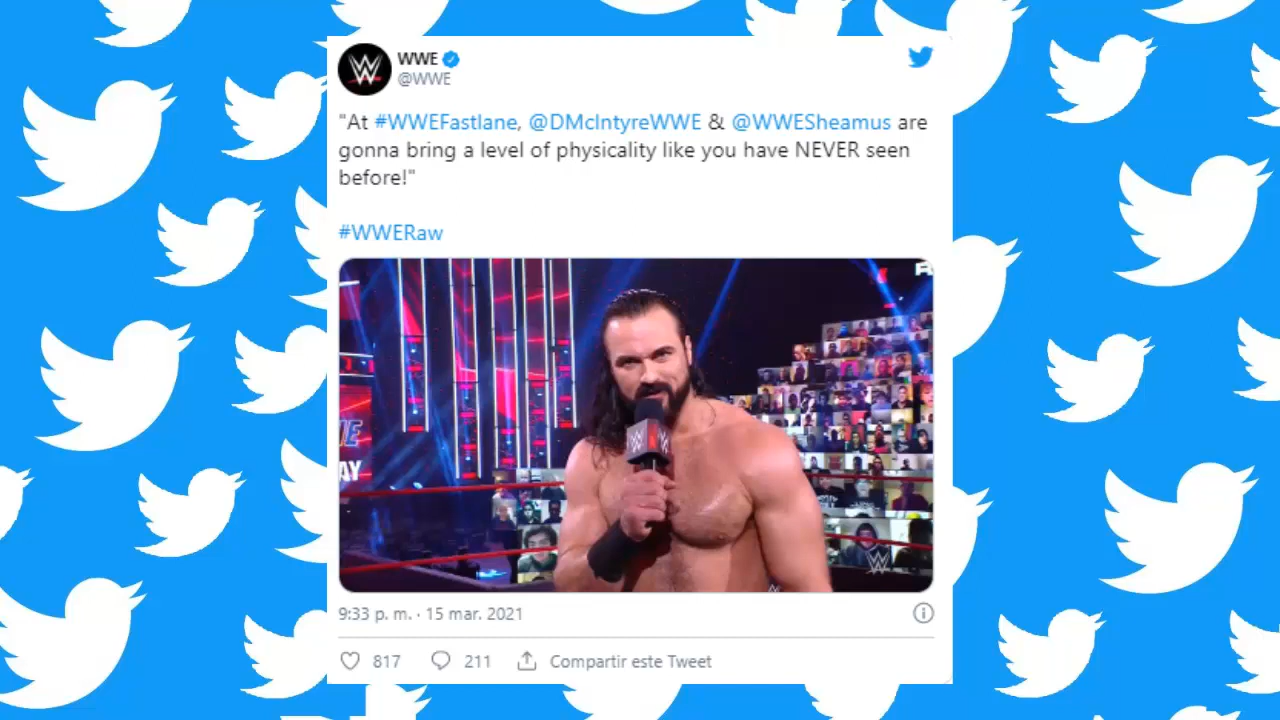 WWE
@WWE
"At #WWEFastlane, @DMcIntyreWWE & @WWESheamus are
gonna bring a level of physicality like you have NEVER seen
before!"
#WWERaw
9:33 p. m. · 15 mar. 2021
817 211 Compartir este Tweet